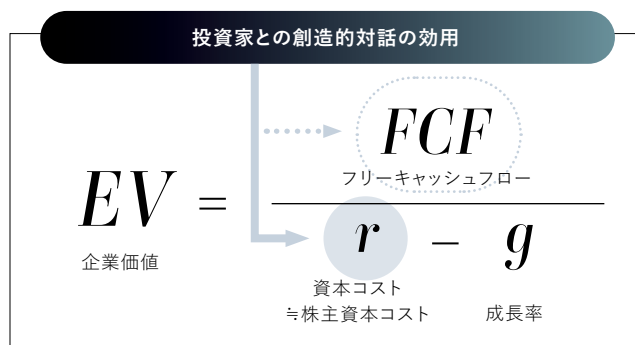 投資家との創造的対話の効用
FCF
フリーキャッシュフロー
EV =
企業価値
r − g
資本コスト
≒株主資本コスト
成長率